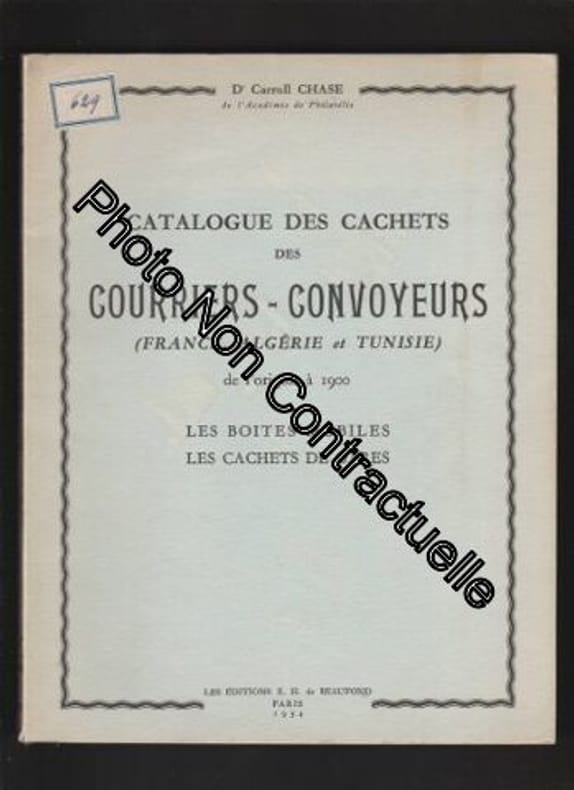 629
Dr Carroll CHASE
de l'Académie de Philatélie
CATALOGUE DES CACHETS
DES
COURRIERS - CONVOYEURS
(FRANCE, ALGÉRIE et TUNISIE)
de l'origine à 1900
LES BOITES MOBILES
LES CACHETS DE GARES
Photo Non Contractuelle
LES ÉDITIONS E. H. de BEAUFOND
PARIS
1954